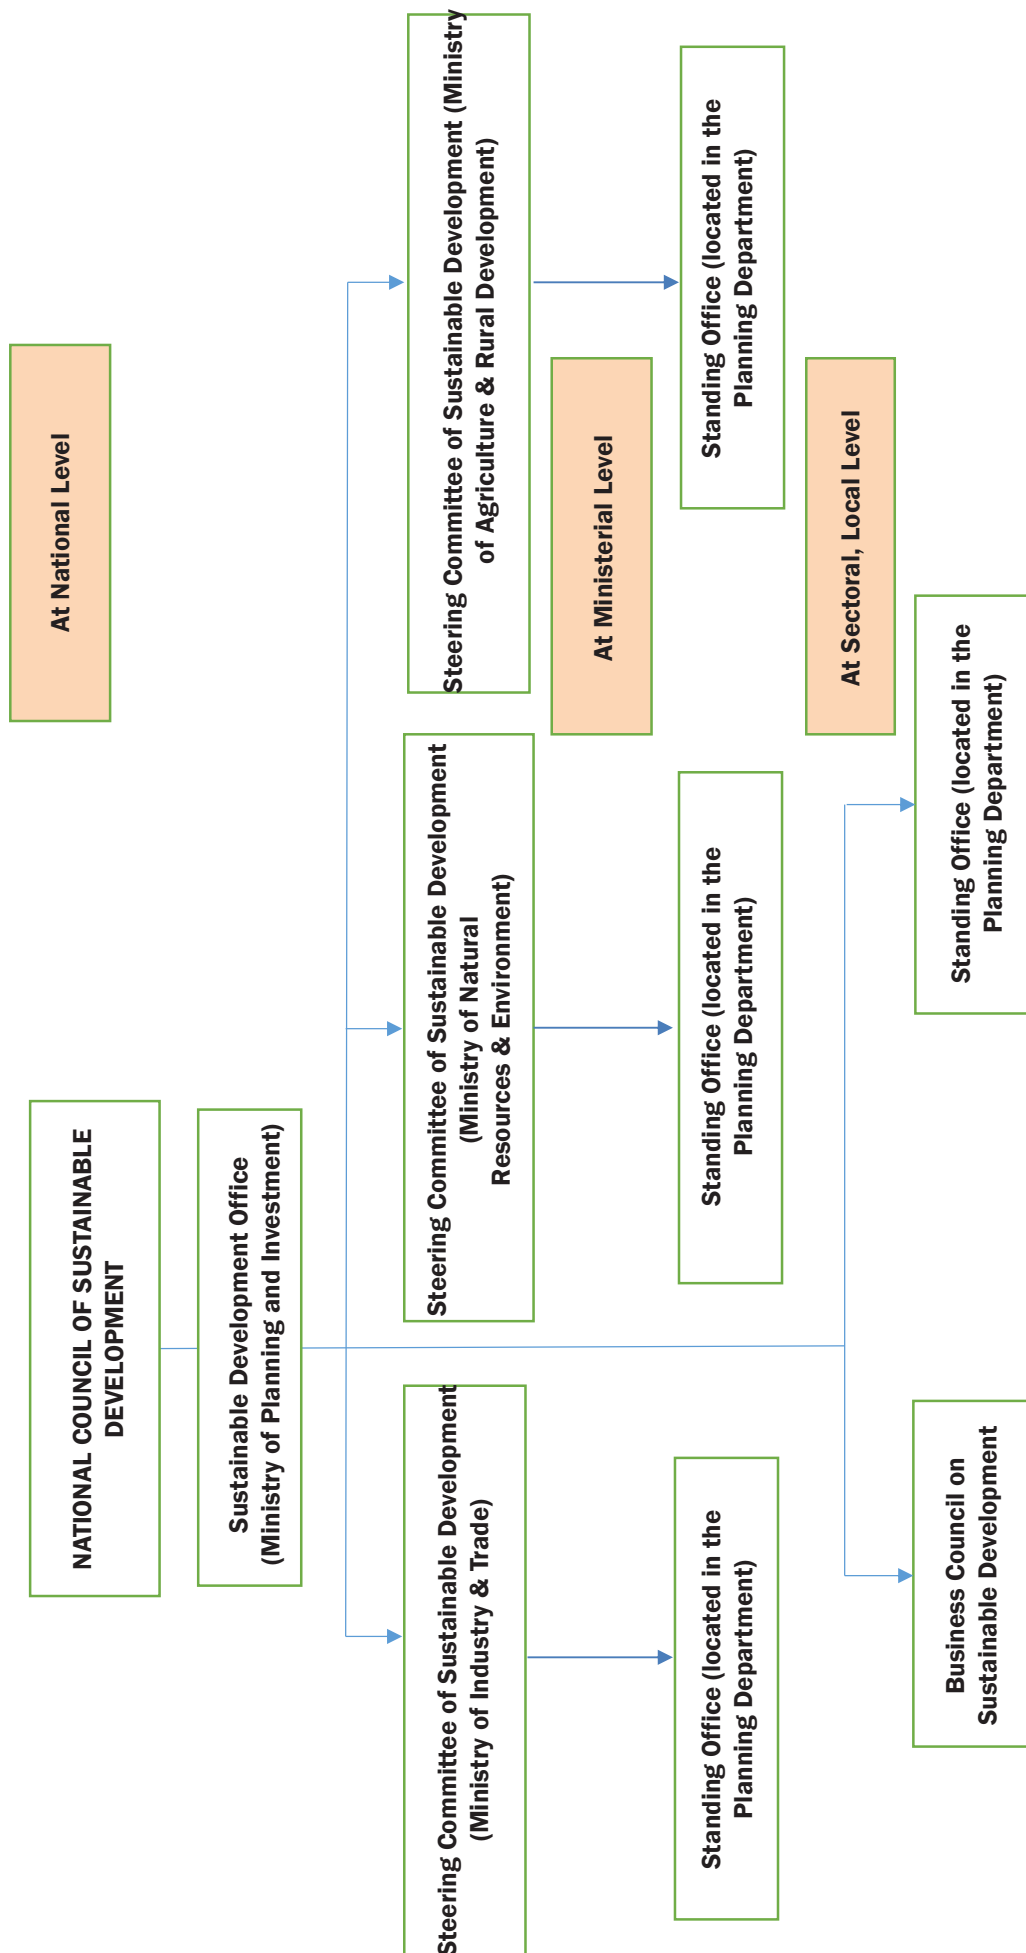 At National Level
NATIONAL COUNCIL OF SUSTAINABLE
DEVELOPMENT
Sustainable Development Office
(Ministry of Planning and Investment)
Steering Committee of Sustainable Development
(Ministry of Industry & Trade)
Steering Committee of Sustainable Development
(Ministry of Natural
Resources & Environment)
Steering Committee of Sustainable Development (Ministry
of Agriculture & Rural Development)
At Ministerial Level
Standing Office (located in the
Planning Department)
Standing Office (located in the
Planning Department)
Standing Office (located in the
Planning Department)
At Sectoral, Local Level
Business Council on
Sustainable Development
Standing Office (located in the
Planning Department)